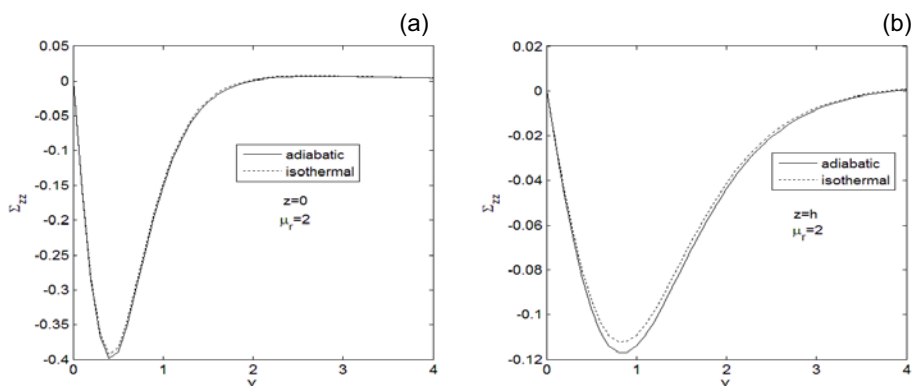 (a)
0.05
0
-0.05
-0.1
-0.15
-0.2
-0.25
-0.3
-0.35
-0.4
Σzz
adiabatic
isothermal
z=0
μr=2
0 1 2 3 4
Y
(b)
0.02
0
-0.02
-0.04
-0.06
-0.08
-0.1
-0.12
Σzz
adiabatic
isothermal
z=h
μr=2
0 1 2 3 4
Y